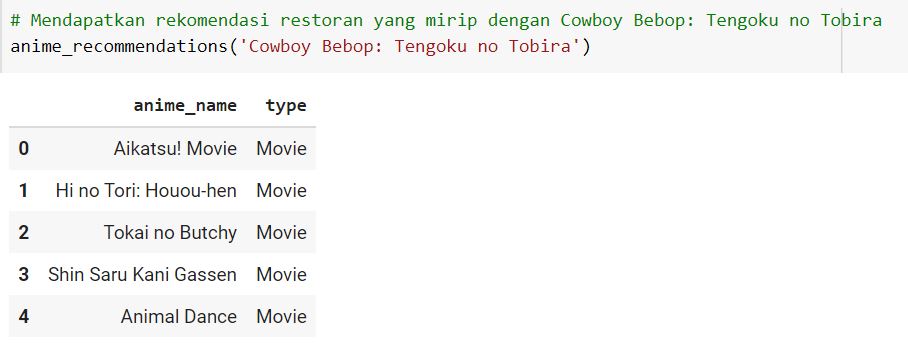 # Mendapatkan rekomendasi restoran yang mirip dengan Cowboy Bebop: Tengoku no Tobira
anime_recommendations('Cowboy Bebop: Tengoku no Tobira')
anime_name type
0 Aikatsu! Movie Movie
1 Hi no Tori: Houou-hen Movie
2 Tokai no Butchy Movie
3 Shin Saru Kani Gassen Movie
4 Animal Dance Movie